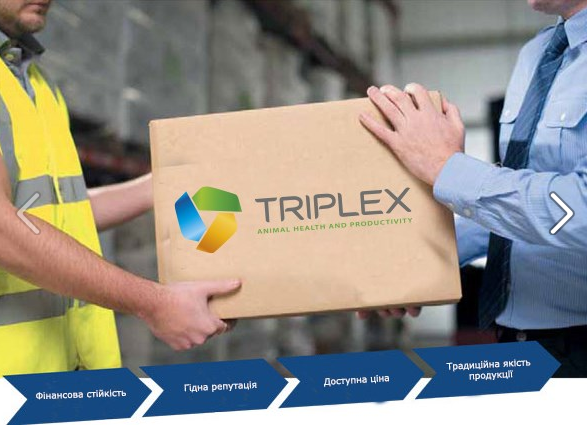 TRIPLEX
ANIMAL HEALTH AND PRODUCTIVITY
Фінансова стійкість
Гідна репутація
Доступна ціна
Традиційна якість
продукції